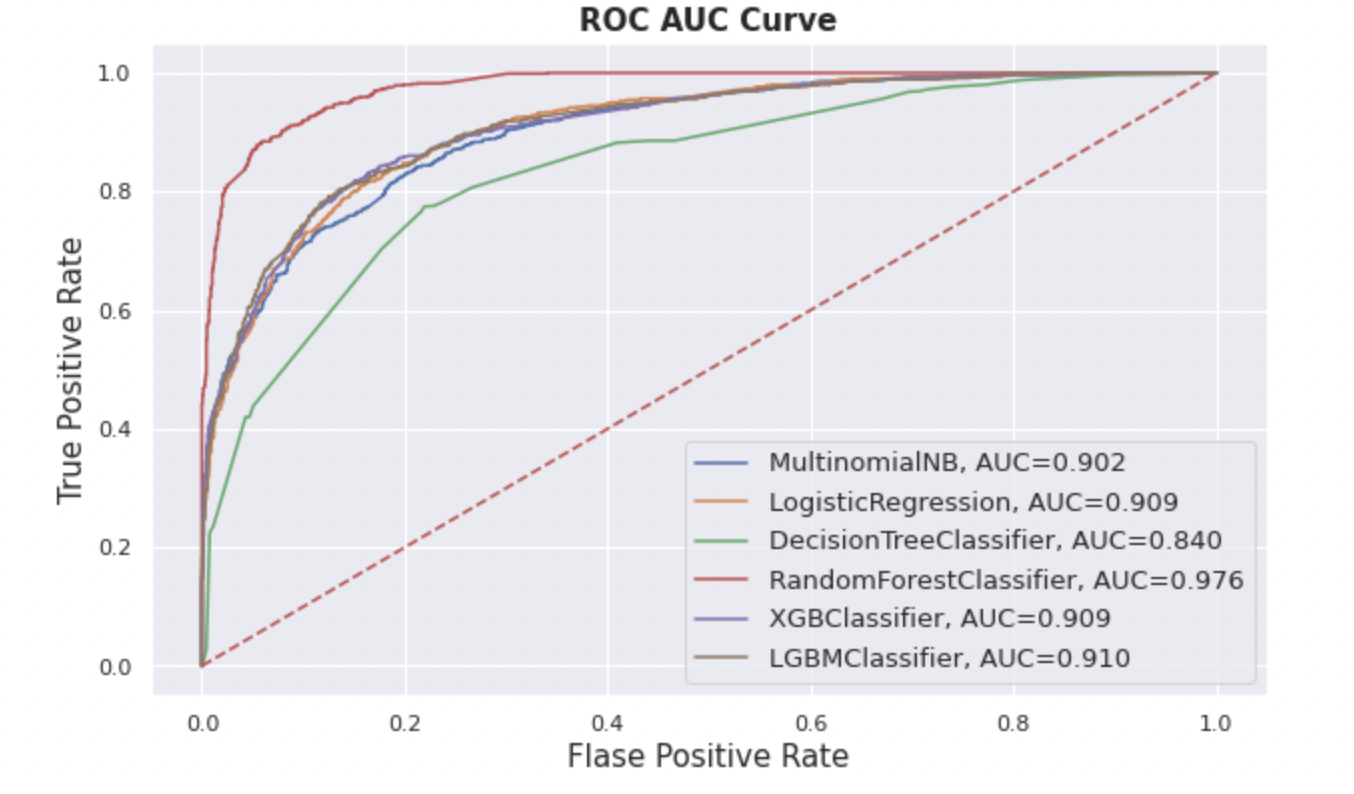 ROC AUC Curve
True Positive Rate
1.0
0.8
0.6
0.4
0.2
0.0
MultinomialNB, AUC=0.902
LogisticRegression, AUC=0.909
DecisionTreeClassifier, AUC=0.840
RandomForestClassifier, AUC=0.976
XGBClassifier, AUC=0.909
LGBMClassifier, AUC=0.910
0.0 0.2 0.4 0.6 0.8 1.0
Flase Positive Rate